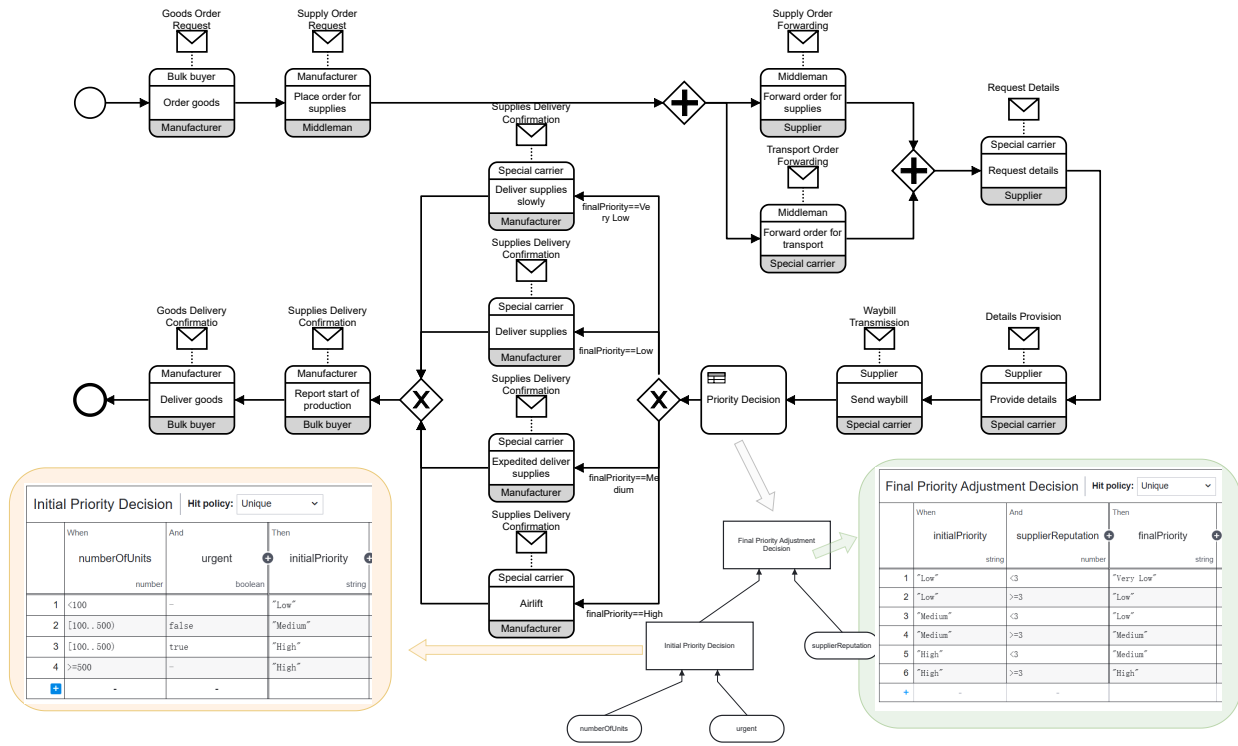 Goods Order
Request
Supply Order
Request
Supply Order
Forwarding
Bulk buyer
Order goods
Manufacturer
Manufacturer
Place order for
supplies
Middleman
Middleman
Forward order for
supplies
Supplier
Request Details
Special carrier
Request details
Supplier
Transport Order
Forwarding
Middleman
Forward order for
transport
Special carrier
Supplies Delivery
Confirmation
Special carrier
Deliver supplies
slowly
Manufacturer
finalPriority==Ve
ry Low
Supplies Delivery
Confirmation
Special carrier
Deliver supplies
Manufacturer
finalPriority==Low
Goods Delivery
Confirmatio
Supplies Delivery
Confirmation
Waybill
Transmission
Details Provision
Manufacturer
Deliver goods
Bulk buyer
Manufacturer
Report start of
production
Bulk buyer
X
X
Priority Decision
Supplier
Send waybill
Special carrier
Supplier
Provide details
Special carrier
Supplies Delivery
Confirmation
Special carrier
Expedited deliver
supplies
Manufacturer
finalPriority==Me
dium
Supplies Delivery
Confirmation
Special carrier
Airlift
Manufacturer
finalPriority==High
Initial Priority Decision Hit policy: Unique
When And Then
numberOfUnits urgent initialPriority
number boolean string
1 <100 - "Low"
2 [100..500) false "Medium"
3 [100..500) true "High"
4 >=500 - "High"
+ - -
Final Priority Adjustment
Decision
Initial Priority Decision
supplierReputation
numberOfUnits
urgent
Final Priority Adjustment Decision Hit policy: Unique
When And Then
initialPriority supplierReputation finalPriority
string number string
1 "Low" <3 "Very Low"
2 "Low" >=3 "Low"
3 "Medium" <3 "Low"
4 "Medium" >=3 "Medium"
5 "High" <3 "Medium"
6 "High" >=3 "High"
+ - -